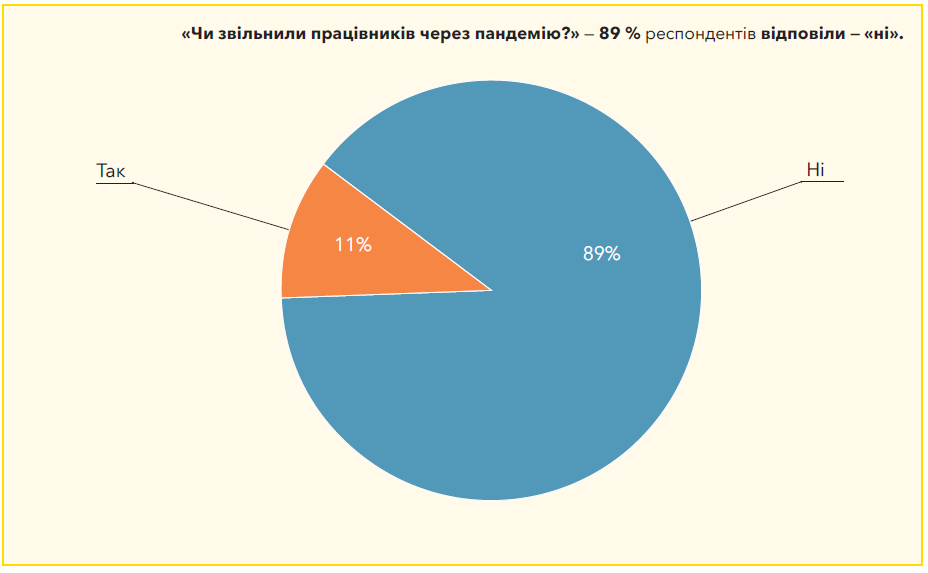 «Чи звільнили працівників через пандемію?» – 89 % респондентів відповіли – «ні».
Так
Ні
11%
89%